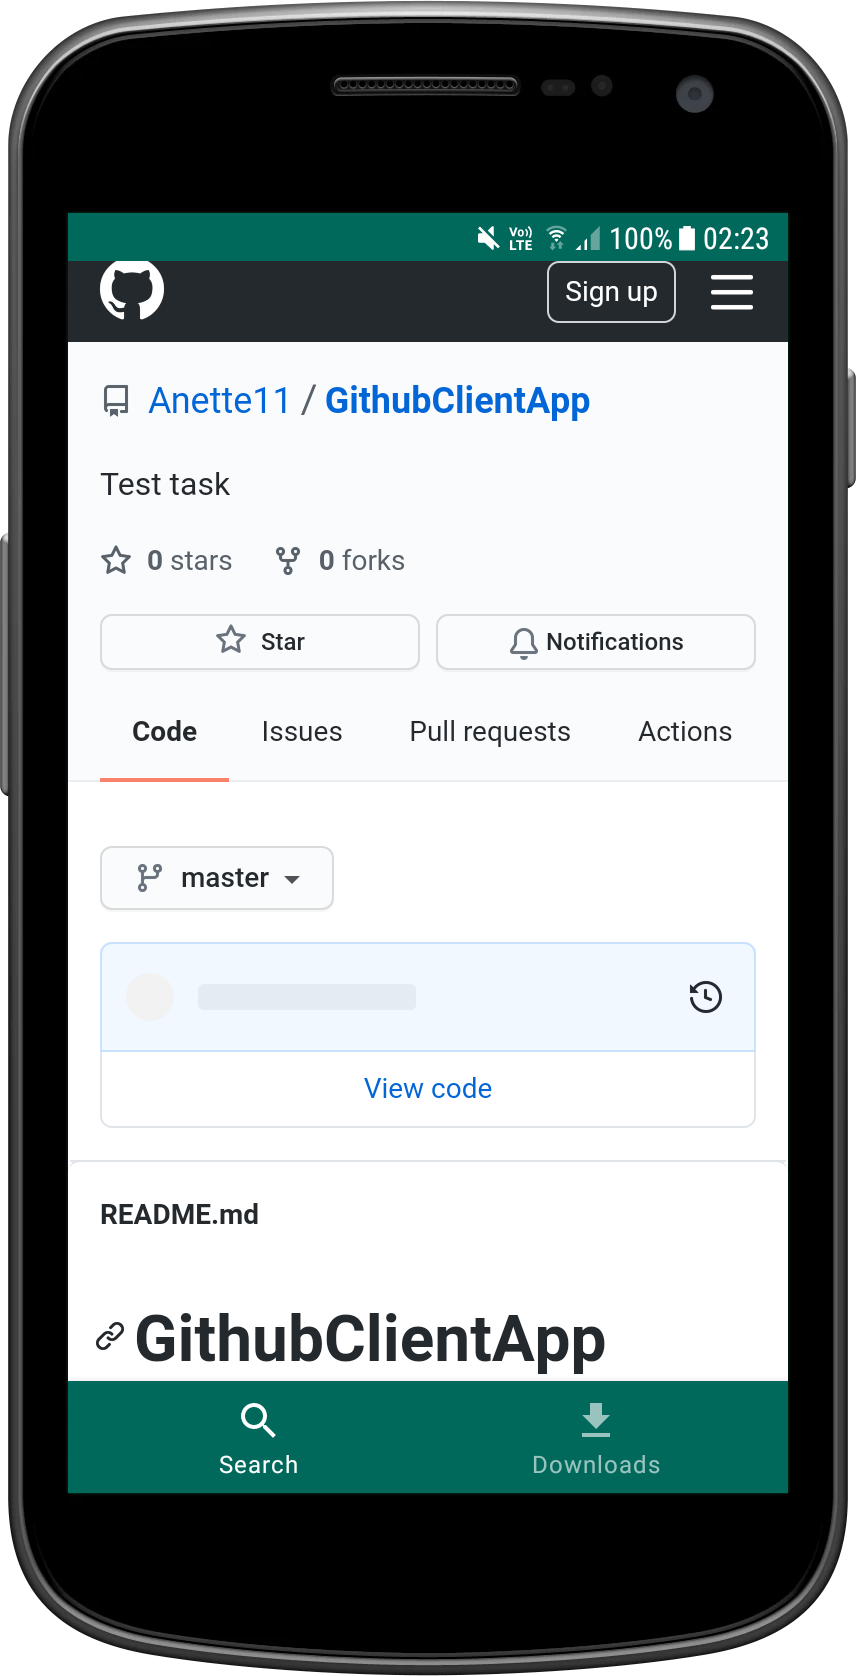 Vo)) LTE 100% 02:23
Sign up
Anette11 / GithubClientApp
Test task
0 stars 0 forks
Star Notifications
Code Issues Pull requests Actions
master
View code
README.md
GithubClientApp
Search Downloads